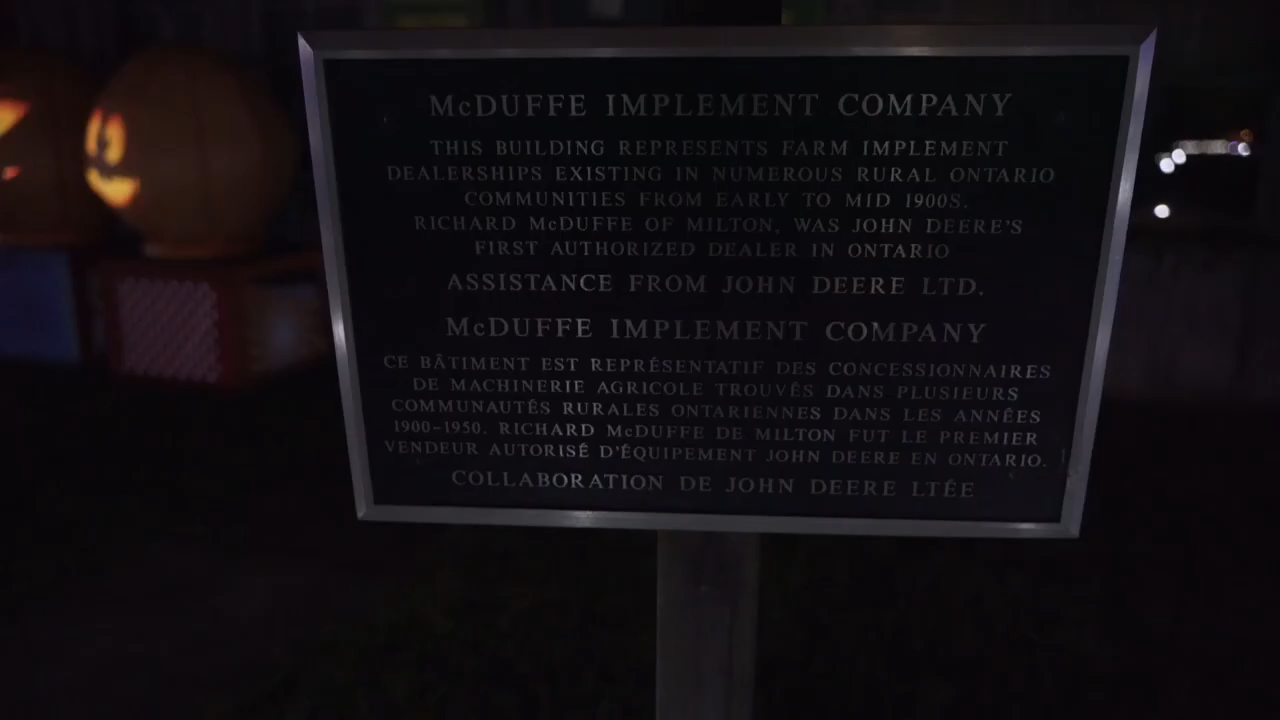 McDUFFE IMPLEMENT COMPANY
THIS BUILDING REPRESENTS FARM IMPLEMENT
DEALERSHIPS EXISTING IN NUMEROUS RURAL ONTARIO
COMMUNITIES FROM EARLY TO MID 1900S.
RICHARD McDUFFE OF MILTON, WAS JOHN DEERE'S
FIRST AUTHORIZED DEALER IN ONTARIO
ASSISTANCE FROM JOHN DEERE LTD.
McDUFFE IMPLEMENT COMPANY
CE BÂTIMENT EST REPRÉSENTATIF DES CONCESSIONNAIRES
DE MACHINERIE AGRICOLE TROUVÉS DANS PLUSIEURS
COMMUNAUTÉS RURALES ONTARIENNES DANS LES ANNÉES
1900-1950. RICHARD McDUFFE DE MILTON FUT LE PREMIER
VENDEUR AUTORISÉ D'ÉQUIPEMENT JOHN DEERE EN ONTARIO.
COLLABORATION DE JOHN DEERE LTÉE